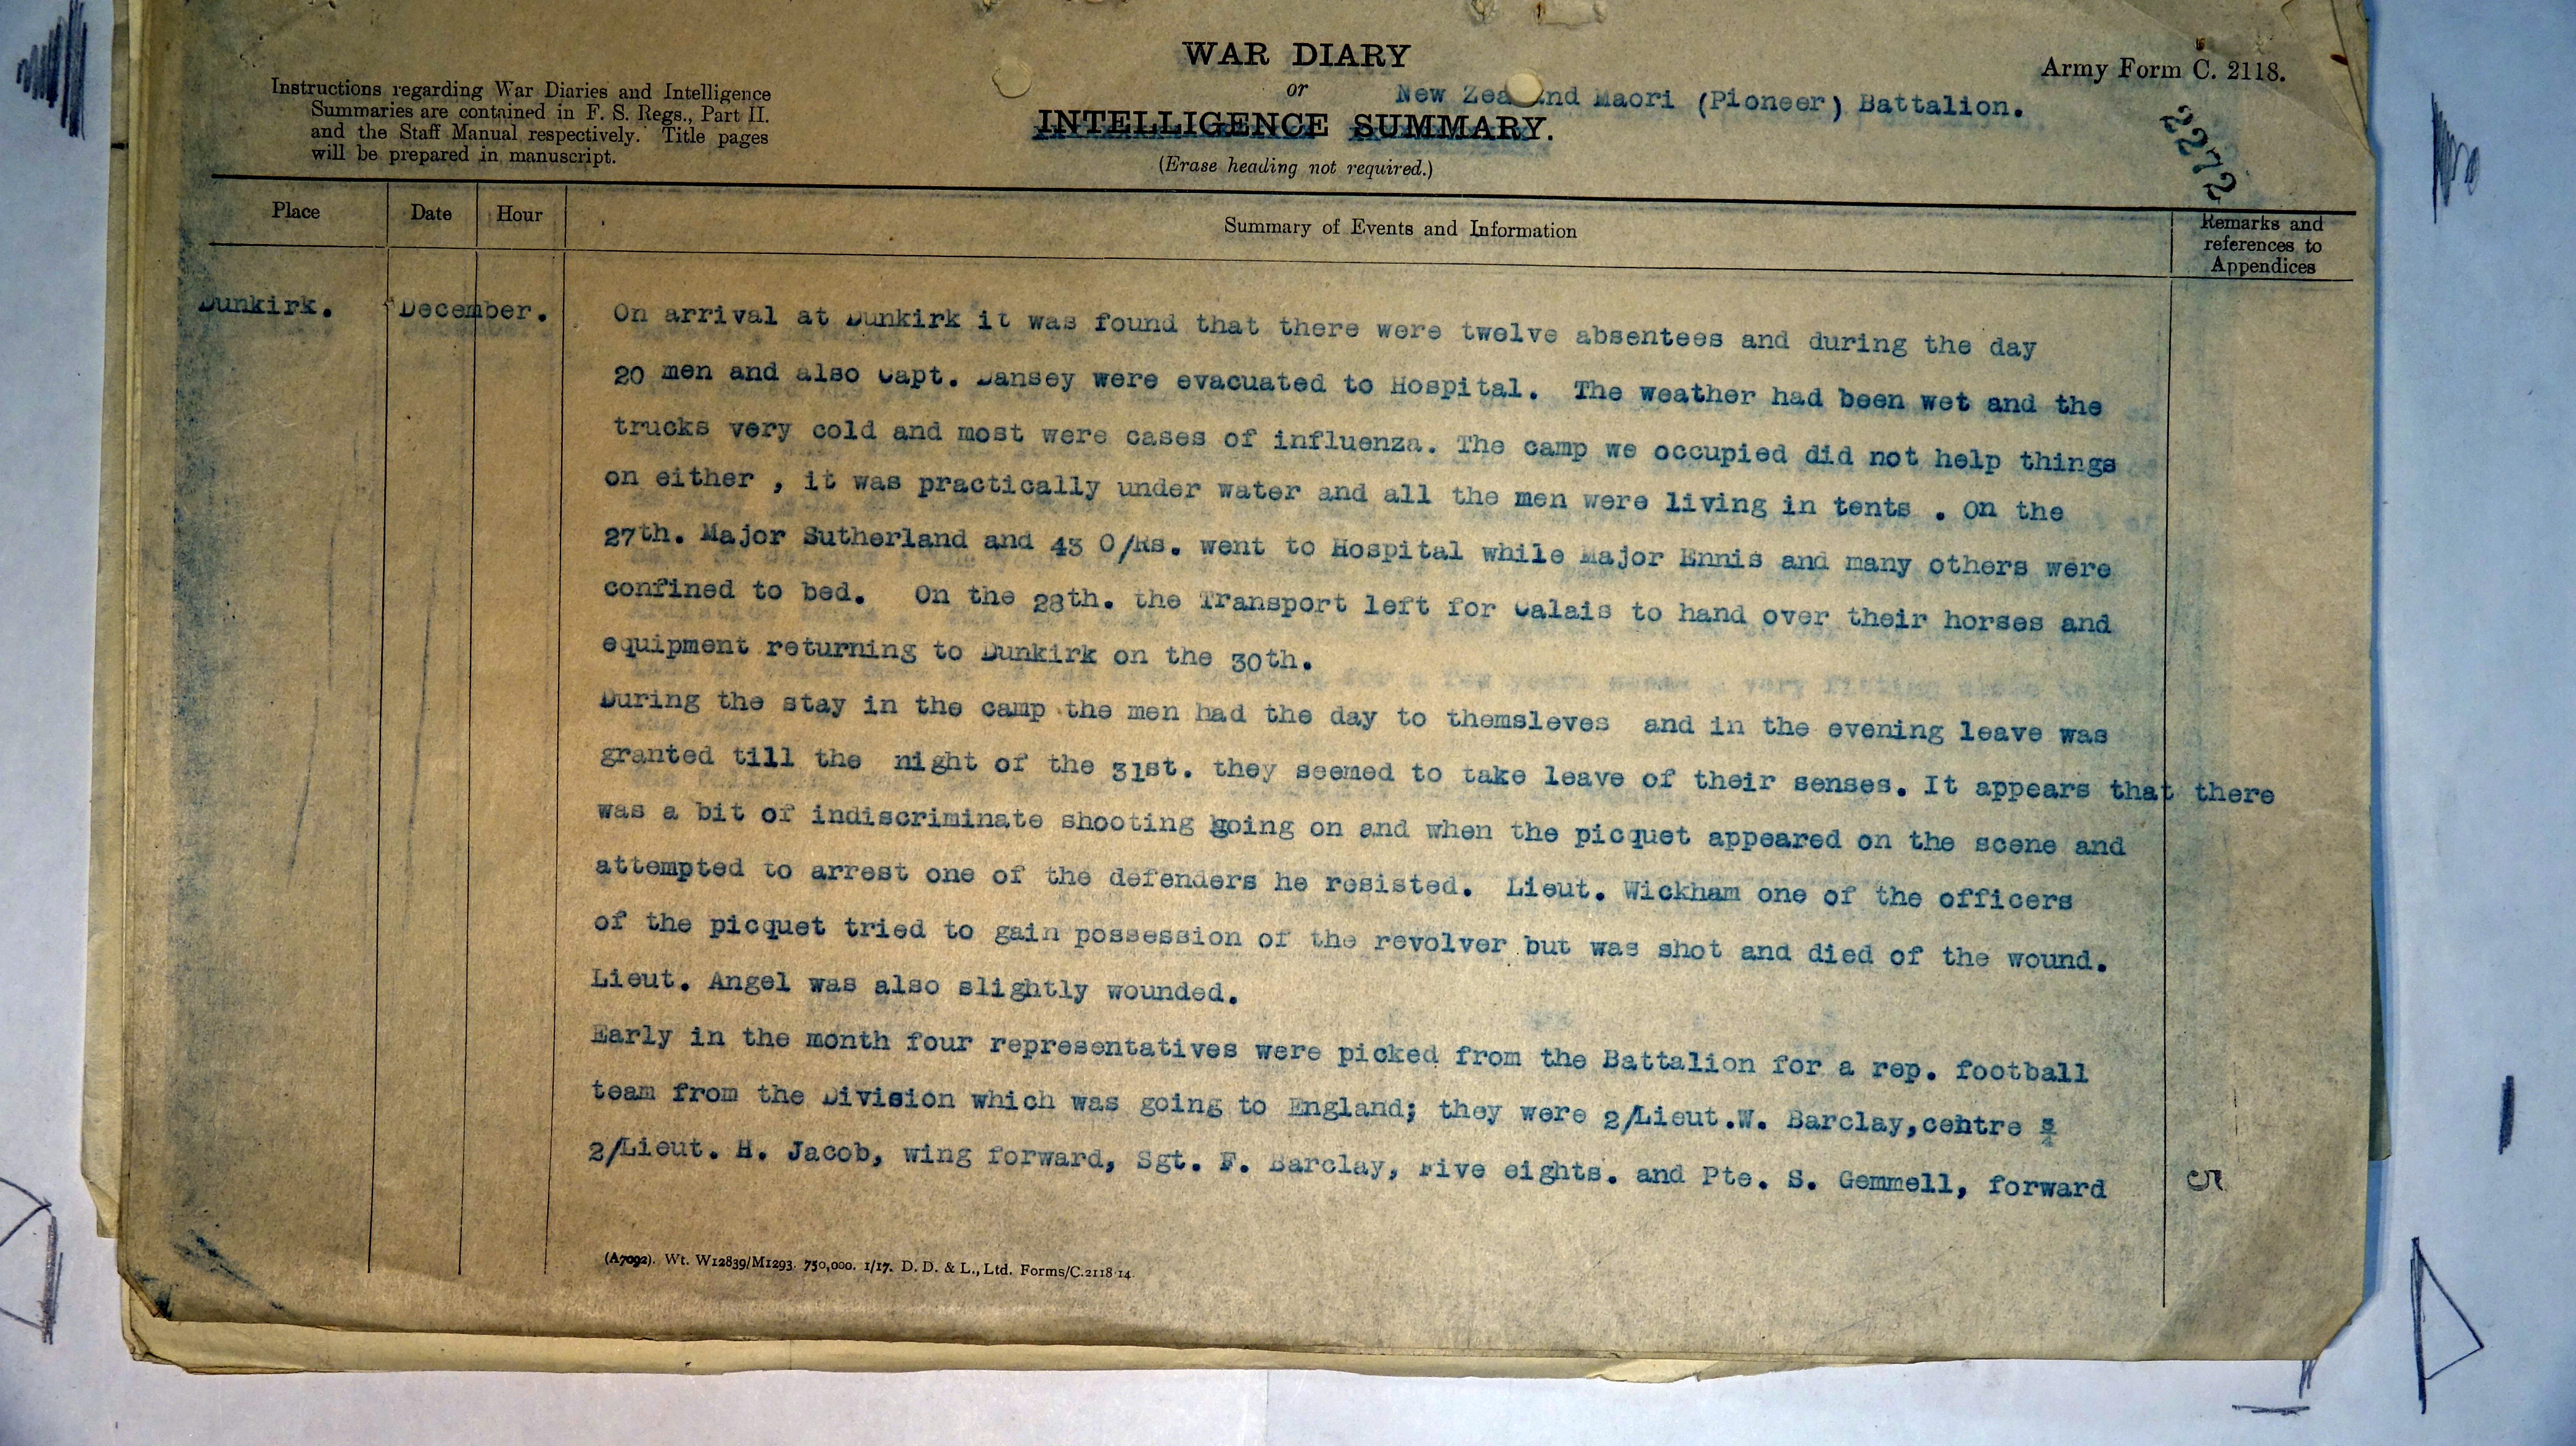 WAR DIARY
or
INTELLIGENCE SUMMARY.
(Erase heading not required.)
New Zea nd Maori (Pioneer) Battalion.
Army Form C. 2118.
2272
Instructions regarding War Diaries and Intelligence
Summaries are contained in F. S. Regs., Part II.
and the Staff Manual respectively. Title pages
will be prepared in manuscript.
Place
Date
Hour
Summary of Events and Information
Remarks and
references to
Appendices
Dunkirk.
December.
On arrival at Dunkirk it was found that there were twelve absentees and during the day
20 men and also Capt. Dansey were evacuated to Hospital. The weather had been wet and the
trucks very cold and most were cases of influenza. The camp we occupied did not help things
on either , it was practically under water and all the men were living in tents . On the
27th. Major Sutherland and 43 O/Rs. went to Hospital while Major Ennis and many others were
confined to bed. On the 28th. the Transport left for Calais to hand over their horses and
equipment returning to Dunkirk on the 30th.
During the stay in the camp the men had the day to themsleves and in the evening leave was
granted till the night of the 31st. they seemed to take leave of their senses. It appears that there
was a bit of indiscriminate shooting going on and when the picquet appeared on the scene and
attempted to arrest one of the defenders he resisted. Lieut. Wickham one of the officers
of the picquet tried to gain possession of the revolver but was shot and died of the wound.
Lieut. Angel was also slightly wounded.
Early in the month four representatives were picked from the Battalion for a rep. football
team from the Division which was going to England; they were 2/Lieut.W. Barclay,centre ¾
2/Lieut. H. Jacob, wing forward, Sgt. F. Barclay, Five eights. and Pte. S. Gemmell, forward
5
(A7092). Wt. W12839/M1293. 750,000. 1/17. D. D. & L., Ltd. Forms/C.2118/14.